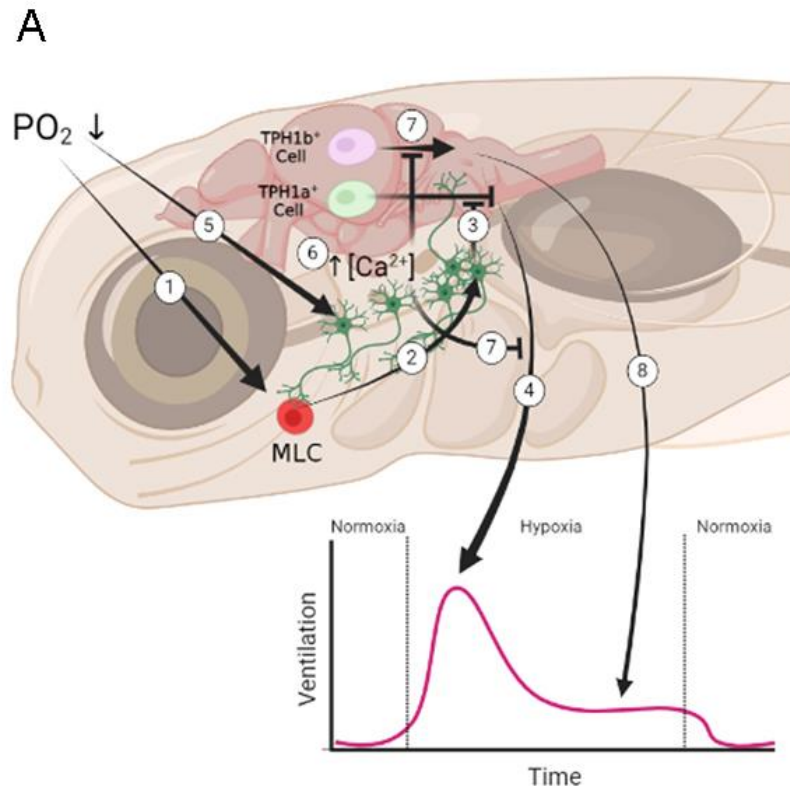 A
PO₂ ↓
TPH1b⁺
Cell
7
TPH1a⁺
Cell
5
3
6
↑ [Ca²⁺]
1
2
7
4
8
MLC
Normoxia
Hypoxia
Normoxia
Ventilation
Time